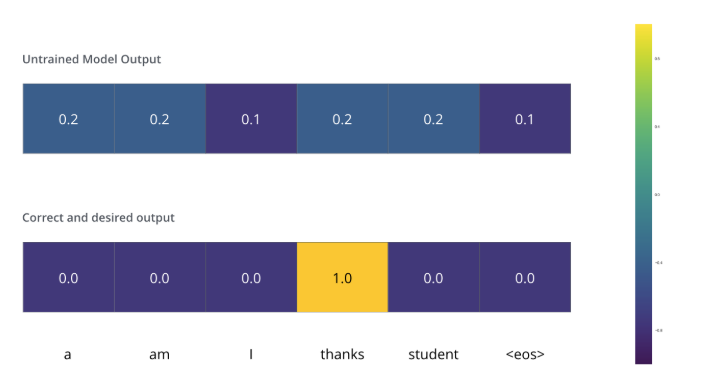 Untrained Model Output
0.2 0.2 0.1 0.2 0.2 0.1
Correct and desired output
0.0 0.0 0.0 1.0 0.0 0.0
a am I thanks student <eos>